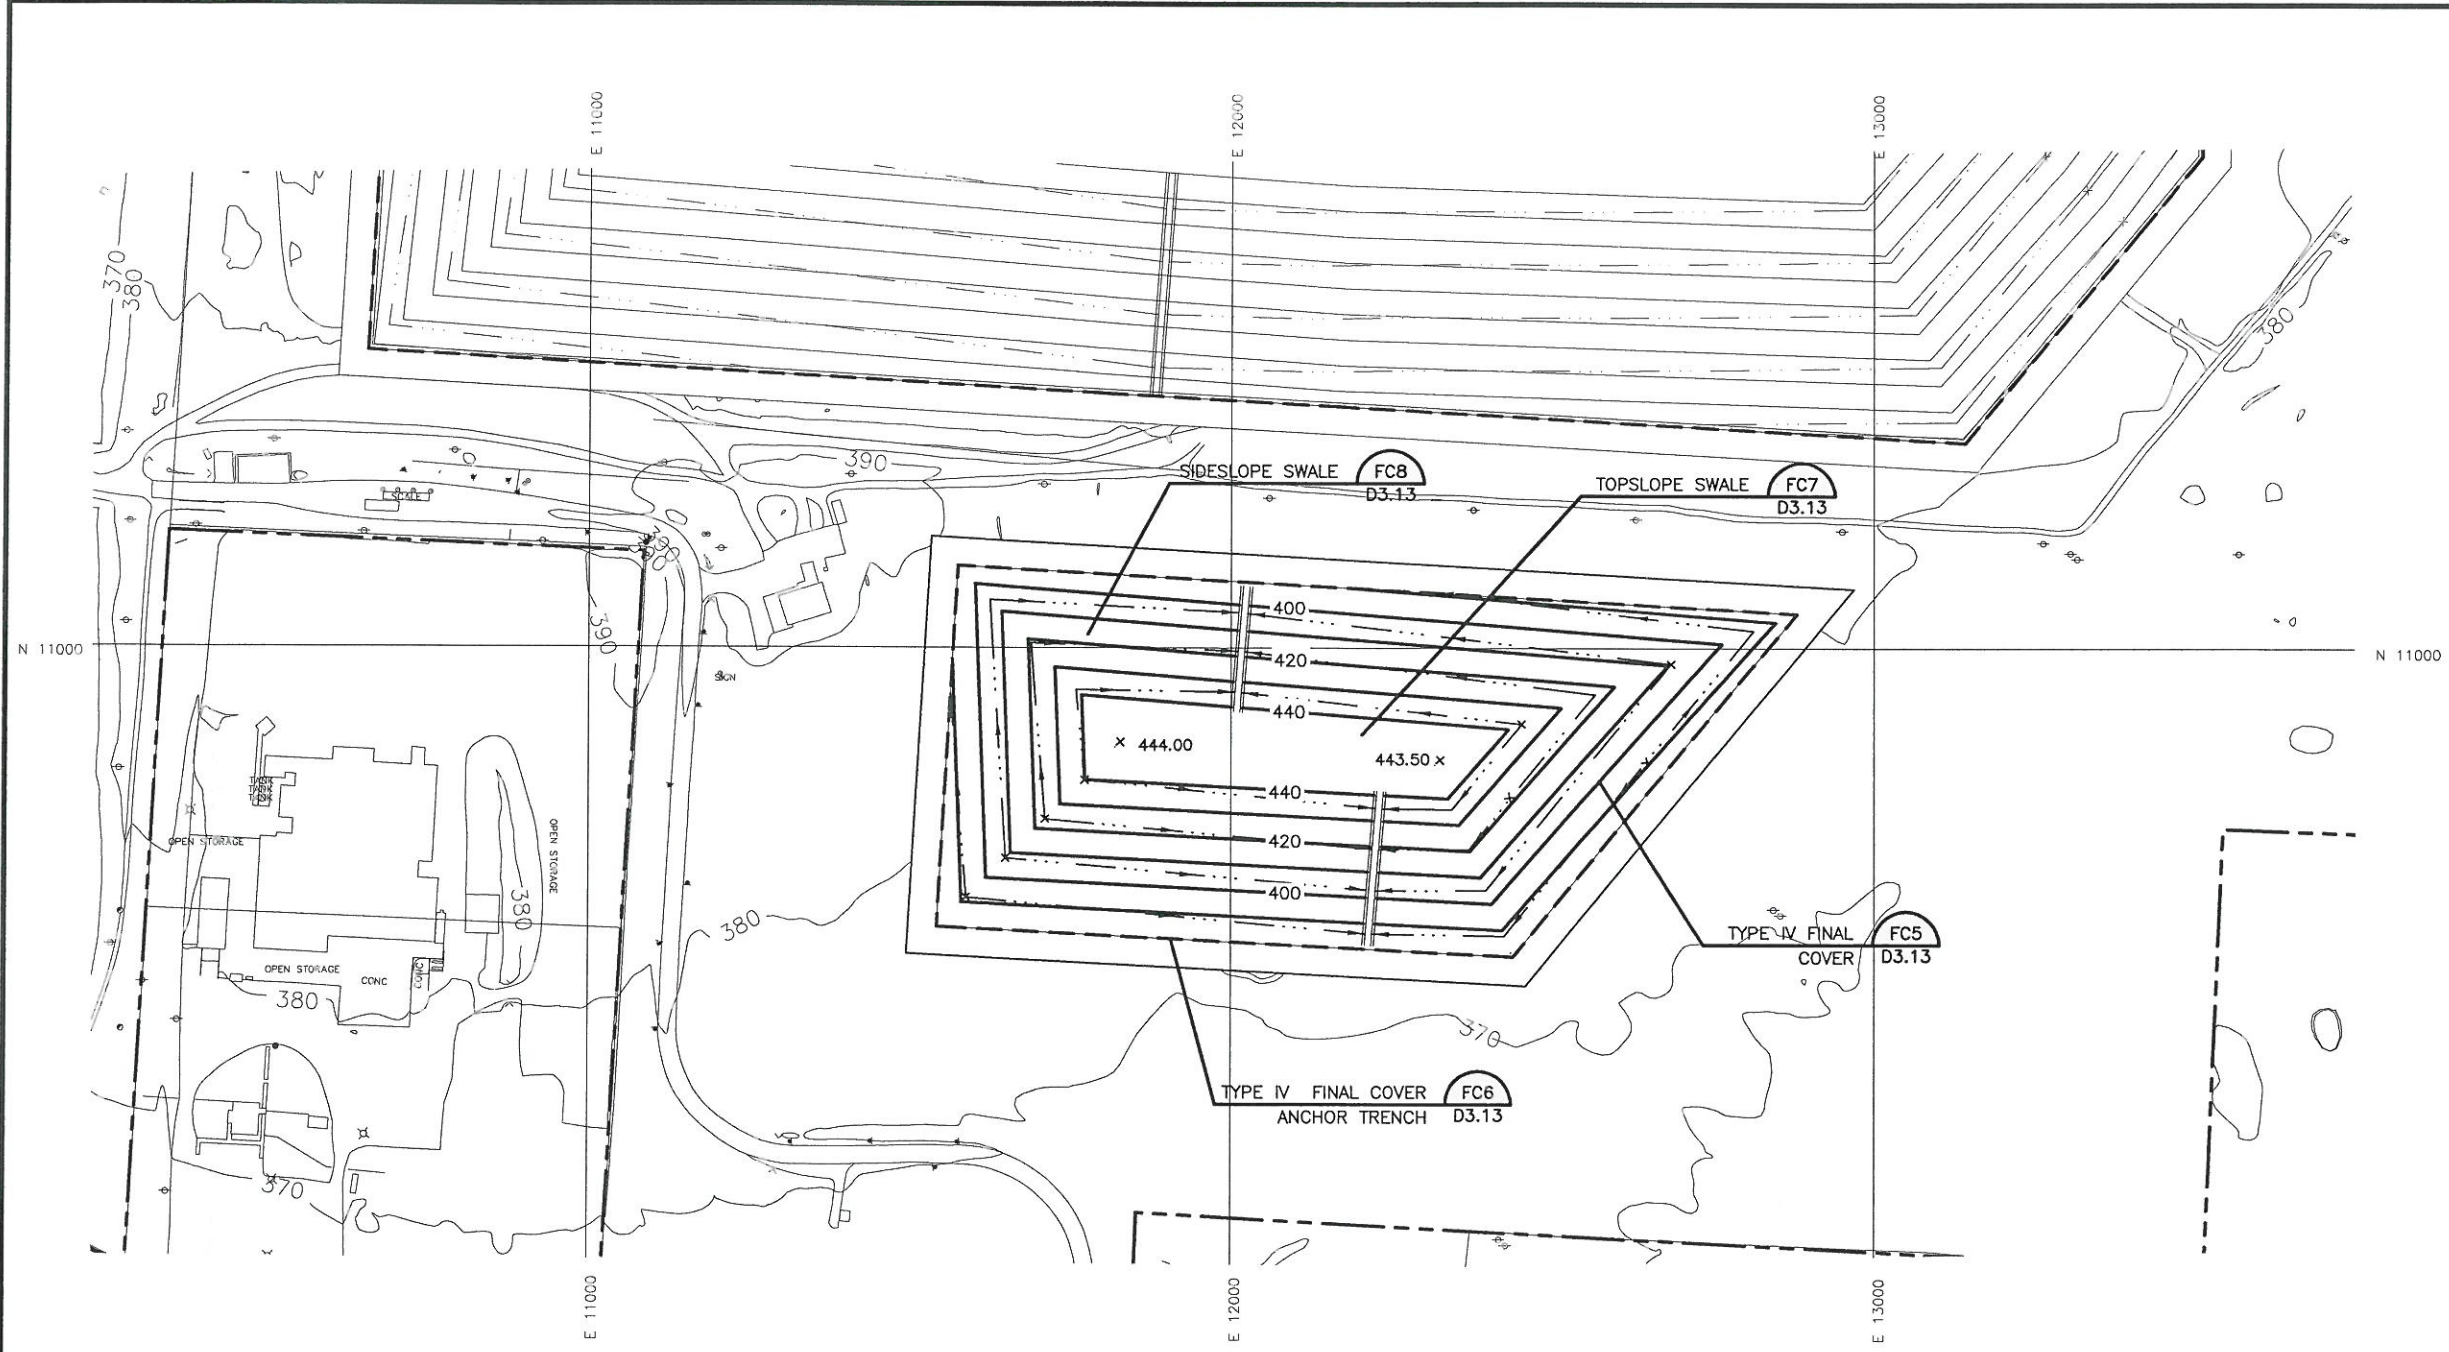 E 11000
E 12000
E 13000
370
380
380
390
SIDESLOPE SWALE FC8
D3.13
TOPSLOPE SWALE FC7
D3.13
SCALE
390
400
N 11000
N 11000
420
SIGN
440
444.00
443.50
TANK
TANK
TANK
440
OPEN STORAGE
OPEN STORAGE
420
400
380
380
TYPE IV FINAL FC5
COVER D3.13
OPEN STORAGE
CONC
CONC
380
370
TYPE IV FINAL COVER FC6
ANCHOR TRENCH D3.13
370
E 11000
E 12000
E 13000